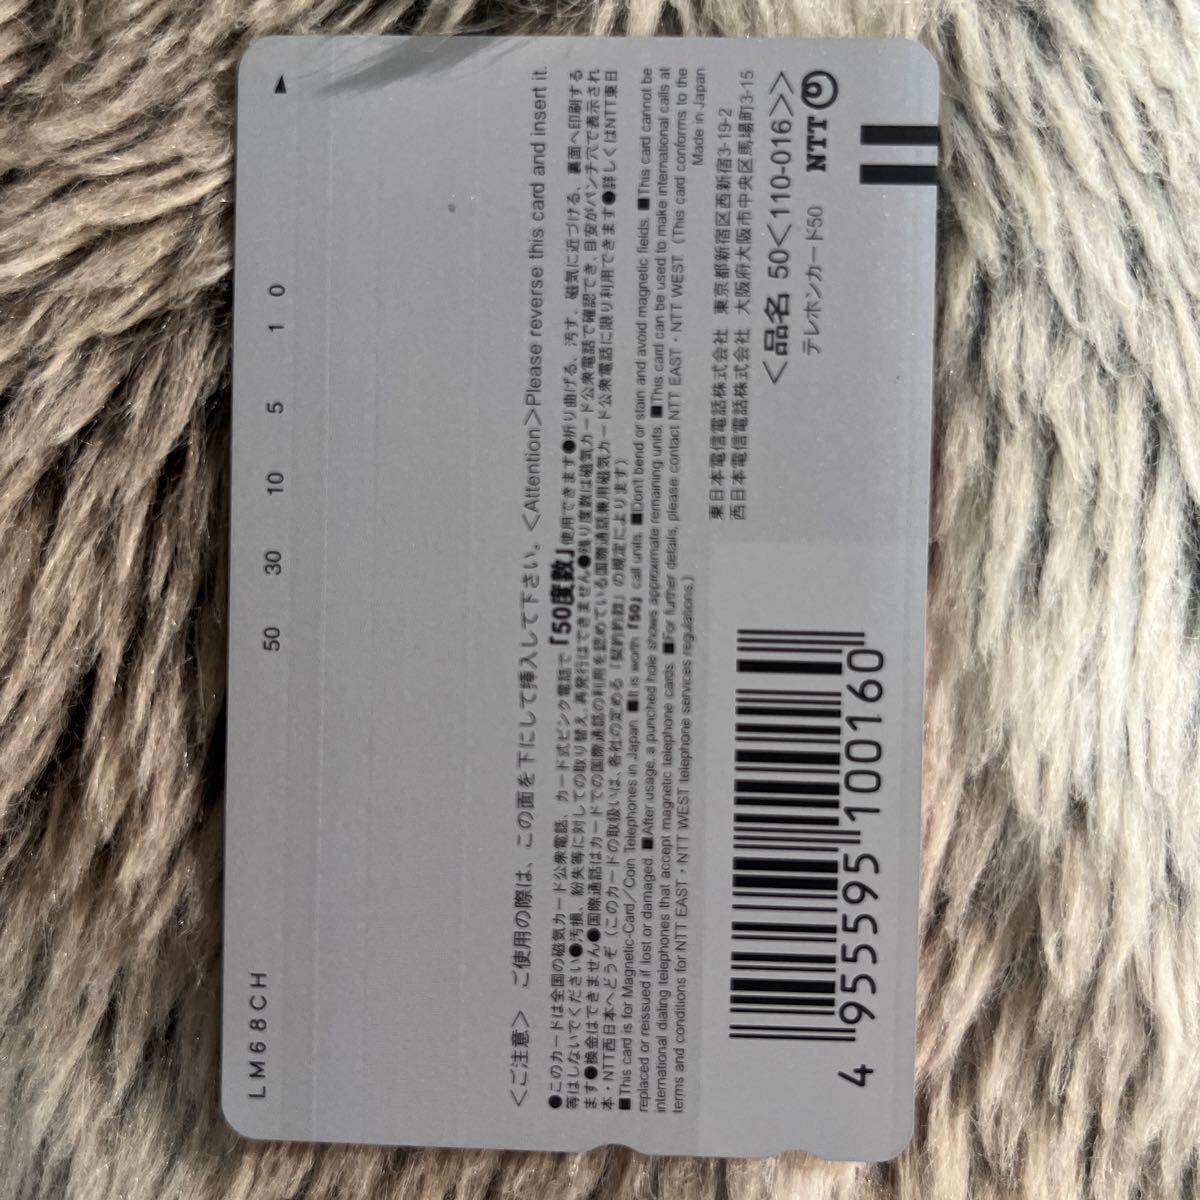 LM68CH
50 30 10 5 1 0
＜ご注意＞ ご使用の際は、この面を下にして挿入して下さい。＜Attention＞Please reverse this card and insert it.
●このカードは全国の磁気カード公衆電話、カード式ピンク電話で「50度数」使用できます●折り曲げる、汚す、磁気に近づける、裏面へ印刷する
等はしないでください●汚損、紛失等に対しての取り替え、再発行はできません●残り度数は磁気カード公衆電話で確認でき、目安がパンチ穴で表示され
ます●換金はできません●国際通話はカードでの国際通話の利用を認めている国際通話兼用磁気カード公衆電話に限り利用できます●詳しくはNTT東日
本・NTT西日本へどうぞ（このカードの取扱いは、各社の定める「契約約款」の規定によります）
■This card is for Magnetic-Card/Coin Telephones in Japan. ■It is worth「50」call units. ■Don't bend or stain and avoid magnetic fields. ■This card cannot be
replaced or reissued if lost or damaged. ■After usage, a punched hole shows approximate remaining units. ■This card can be used to make international calls at
international dialing telephones that accept magnetic telephone cards. ■For further details, please contact NTT EAST・NTT WEST. (This card conforms to the
terms and conditions for NTT EAST・NTT WEST telephone services regulations.)
Made in Japan
東日本電信電話株式会社 東京都新宿区西新宿3-19-2
西日本電信電話株式会社 大阪府大阪市中央区馬場町3-15
＜品名 50＜110-016＞＞
テレホンカード50 NTT
4 955595 100160